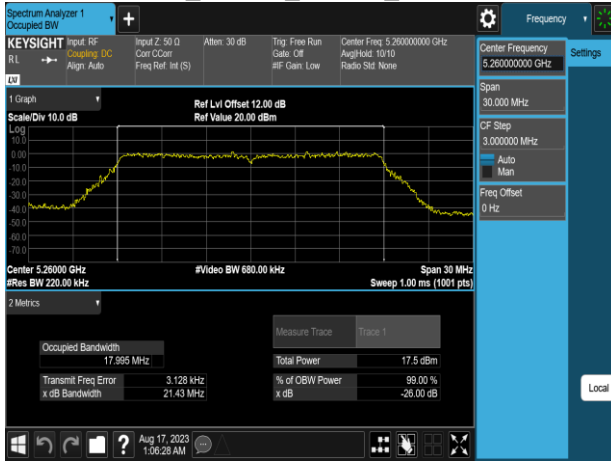 Spectrum Analyzer 1
Occupied BW
+
Frequency
KEYSIGHT
RL
LXI
Input: RF
Coupling: DC
Align: Auto
Input Z: 50 Ω
Corr CCorr
Freq Ref: Int (S)
Atten: 30 dB
Trig: Free Run
Gate: Off
#IF Gain: Low
Center Freq: 5.260000000 GHz
Avg|Hold: 10/10
Radio Std: None
Center Frequency
5.260000000 GHz
Settings
Span
30.000 MHz
CF Step
3.000000 MHz
Auto
Man
Freq Offset
0 Hz
Local
1 Graph
Scale/Div 10.0 dB
Ref Lvl Offset 12.00 dB
Ref Value 20.00 dBm
Log
10.0
0.00
-10.0
-20.0
-30.0
-40.0
-50.0
-60.0
-70.0
Center 5.26000 GHz
#Video BW 680.00 kHz
Span 30 MHz
#Res BW 220.00 kHz
Sweep 1.00 ms (1001 pts)
2 Metrics
Measure Trace
Trace 1
Occupied Bandwidth
17.995 MHz
Total Power
17.5 dBm
Transmit Freq Error
3.128 kHz
% of OBW Power
99.00 %
x dB Bandwidth
21.43 MHz
x dB
-26.00 dB
?
Aug 17, 2023
1:06:28 AM